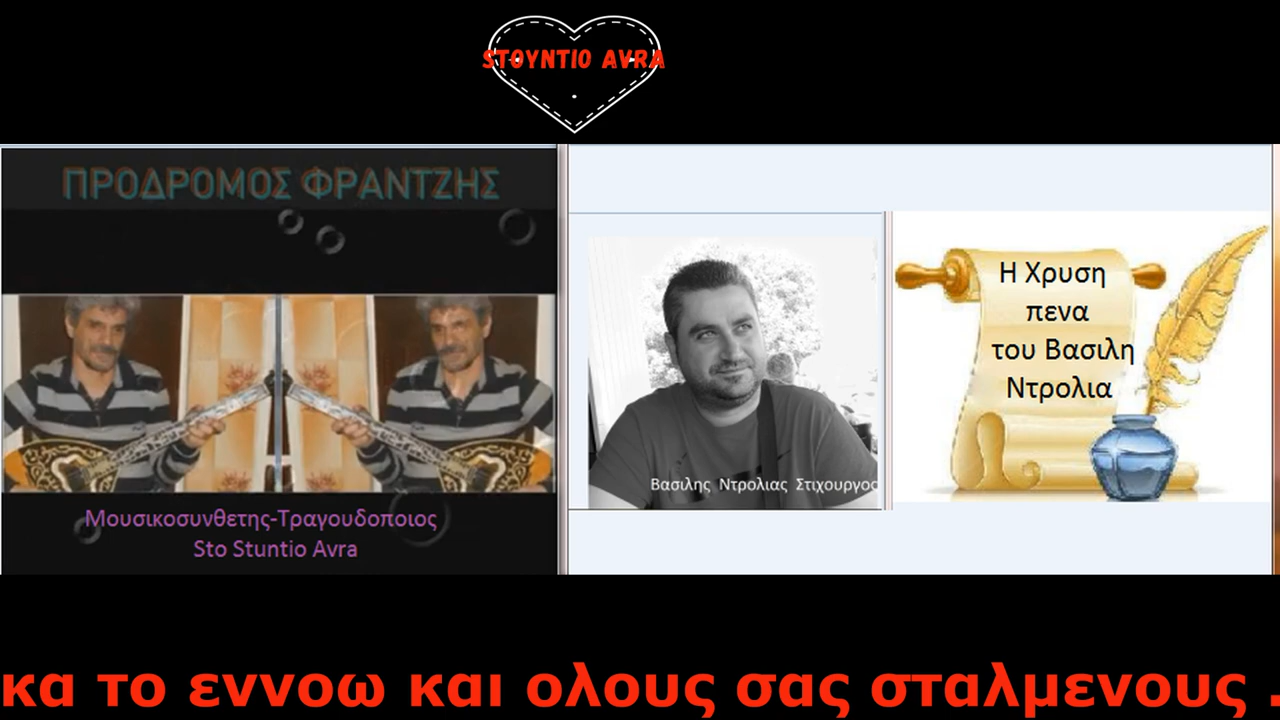 STOYNTIO AVRA
ΠΡΟΔΡΟΜΟΣ ΦΡΑΝΤΖΗΣ
Μουσικοσυνθετης-Τραγουδοποιος
Sto Stuntio Avra
Βασιλης Ντρολιας Στιχουργος
Η Χρυση
πενα
του Βασιλη
Ντρολια
κα το εννοω και ολους σας σταλμενους .